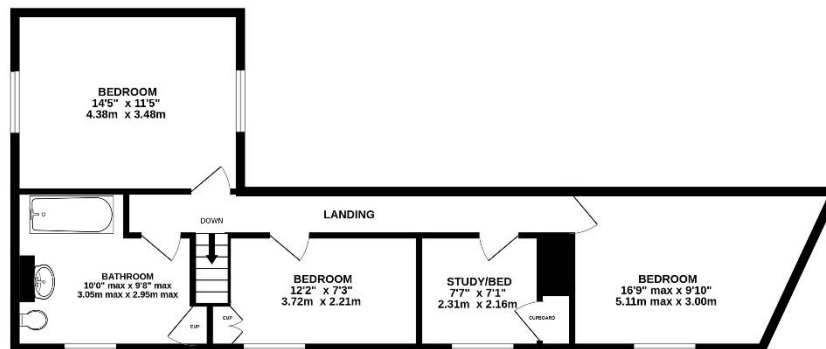 BEDROOM
14'5" x 11'5"
4.38m x 3.48m
DOWN
LANDING
BATHROOM
10'0" max x 9'8" max
3.05m max x 2.95m max
CUP
CUP
BEDROOM
12'2" x 7'3"
3.72m x 2.21m
STUDY/BED
7'7" x 7'1"
2.31m x 2.16m
CUPBOARD
BEDROOM
16'9" max x 9'10"
5.11m max x 3.00m